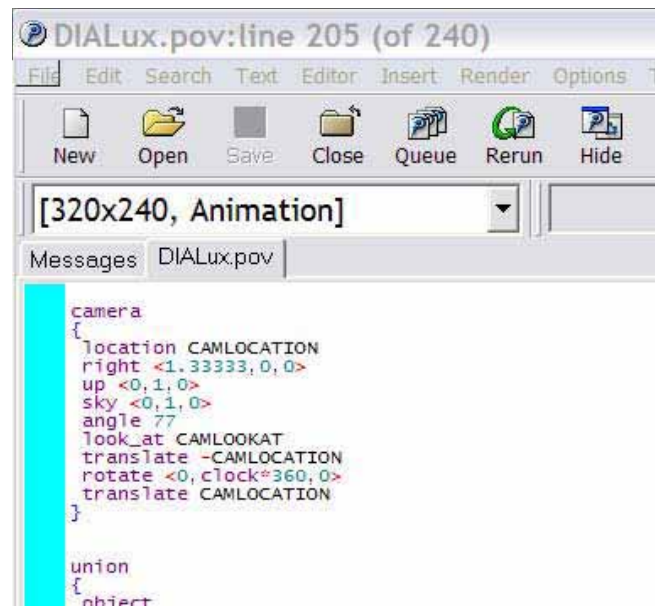 DIALux.pov:line 205 (of 240)
File Edit Search Text Editor Insert Render Options
New Open Save Close Queue Rerun Hide
[320x240, Animation]
Messages DIALux.pov
camera
{
location CAMLOCATION
right <1.33333,0,0>
up <0,1,0>
sky <0,1,0>
angle 77
look_at CAMLOOKAT
translate -CAMLOCATION
rotate <0,clock*360,0>
translate CAMLOCATION
}
union
{
object